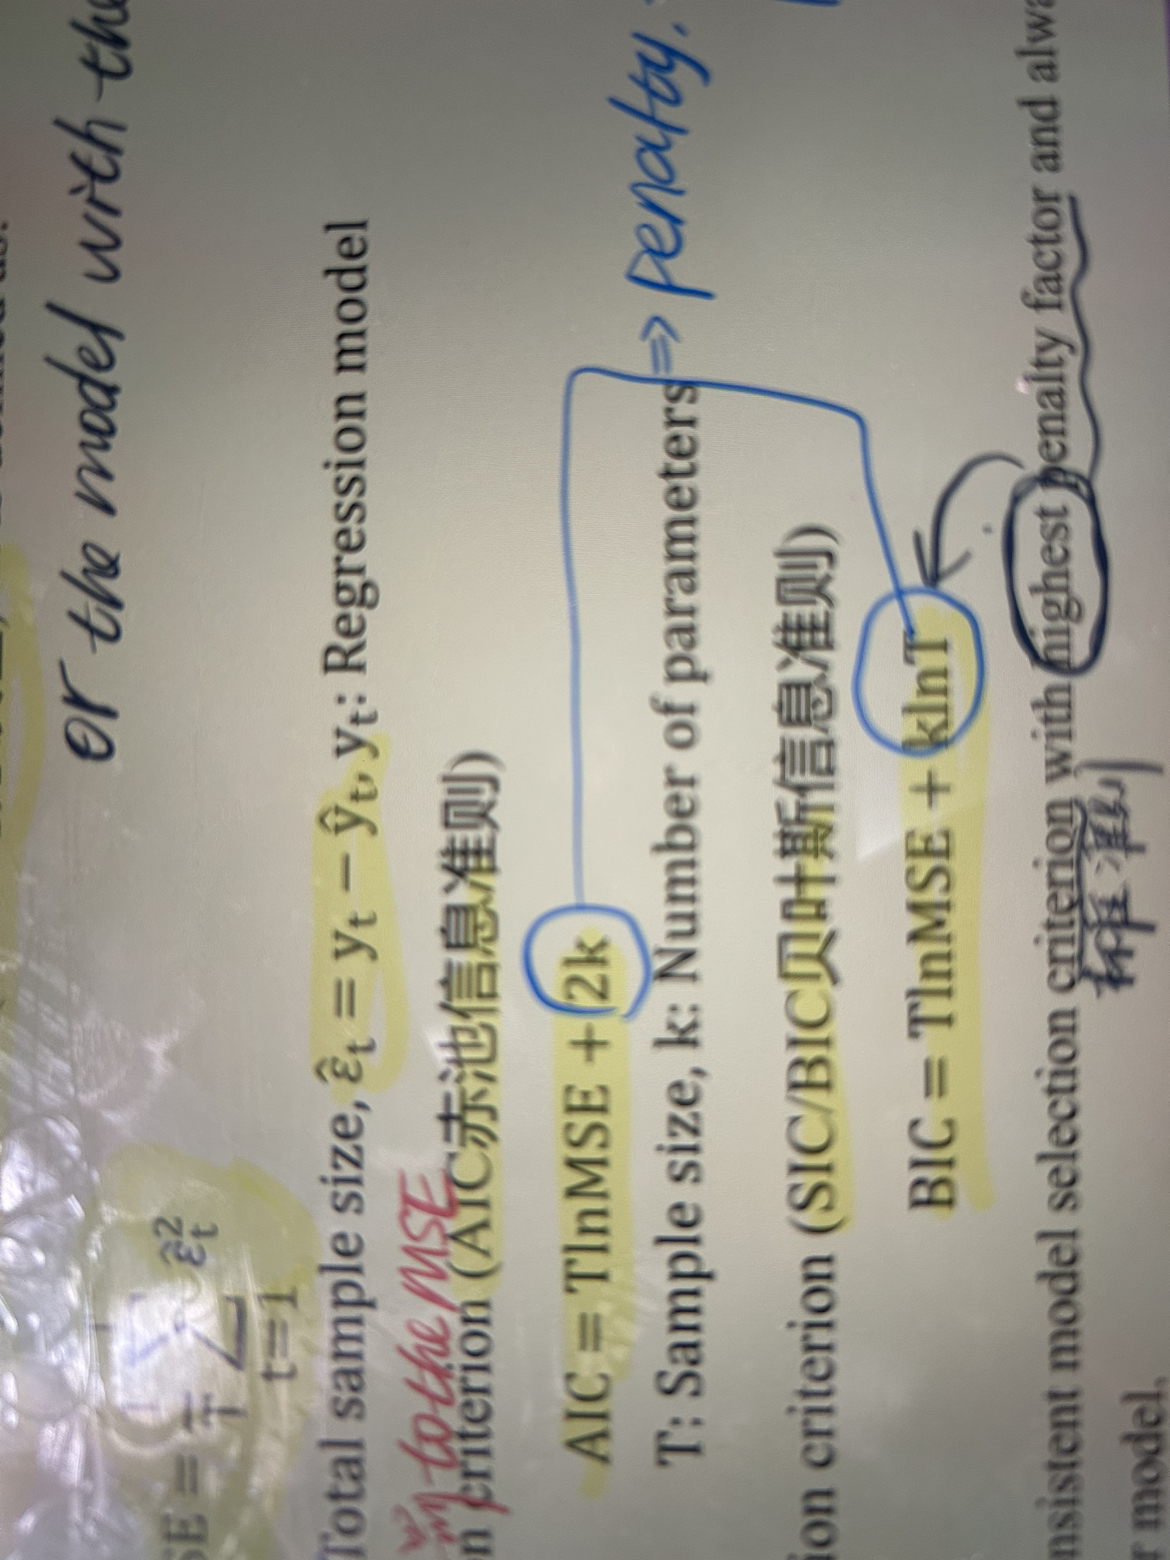 or the model with the
SE = 1/T ∑ ε̂ₜ²
t=1
Total sample size, ε̂ₜ = yₜ − ŷₜ, yₜ: Regression model
to the MSE
criterion (AIC赤池信息准则)
AIC = TlnMSE + 2k
T: Sample size, k: Number of parameters => penalty.
ion criterion (SIC/BIC贝叶斯信息准则)
BIC = TlnMSE + klnT
nsistent model selection criterion with highest penalty factor and alwa
准则
r model.